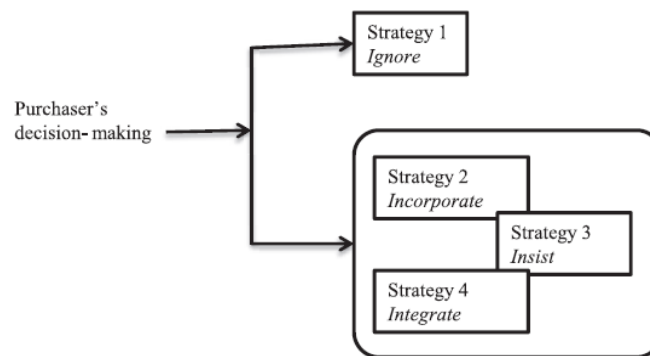 Strategy 1
Ignore
Purchaser's
decision- making
Strategy 2
Incorporate
Strategy 3
Insist
Strategy 4
Integrate